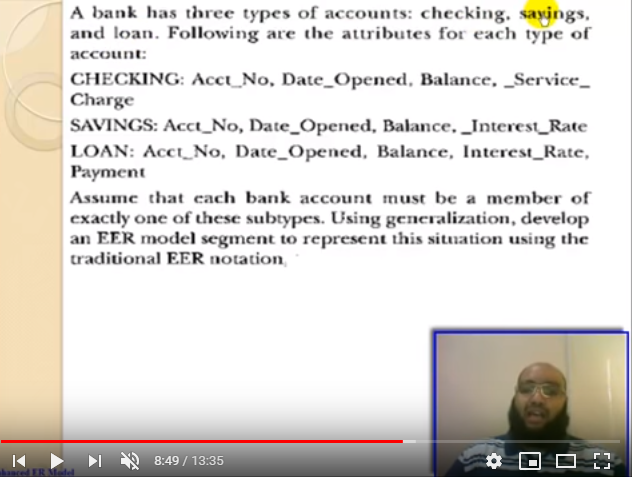 A bank has three types of accounts: checking, savings,
and loan. Following are the attributes for each type of
account:
CHECKING: Acct_No, Date_Opened, Balance, _Service_
Charge
SAVINGS: Acct_No, Date_Opened, Balance, _Interest_Rate
LOAN: Acct_No, Date_Opened, Balance, Interest_Rate,
Payment
Assume that each bank account must be a member of
exactly one of these subtypes. Using generalization, develop
an EER model segment to represent this situation using the
traditional EER notation.
8:49 / 13:35
hanced ER Model